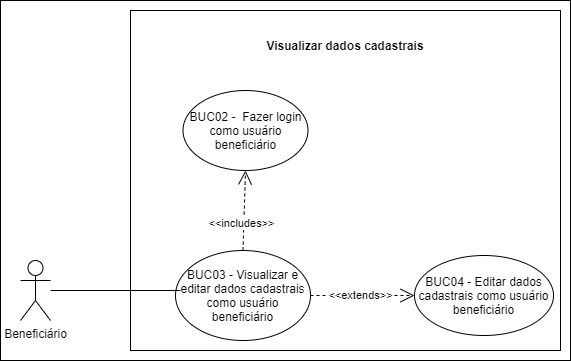 Visualizar dados cadastrais
BUC02 -  Fazer login
como usuário
beneficiário
<<includes>>
BUC03 - Visualizar e
editar dados cadastrais
como usuário
beneficiário
<<extends>>
BUC04 - Editar dados
cadastrais como usuário
beneficiário
Beneficiário